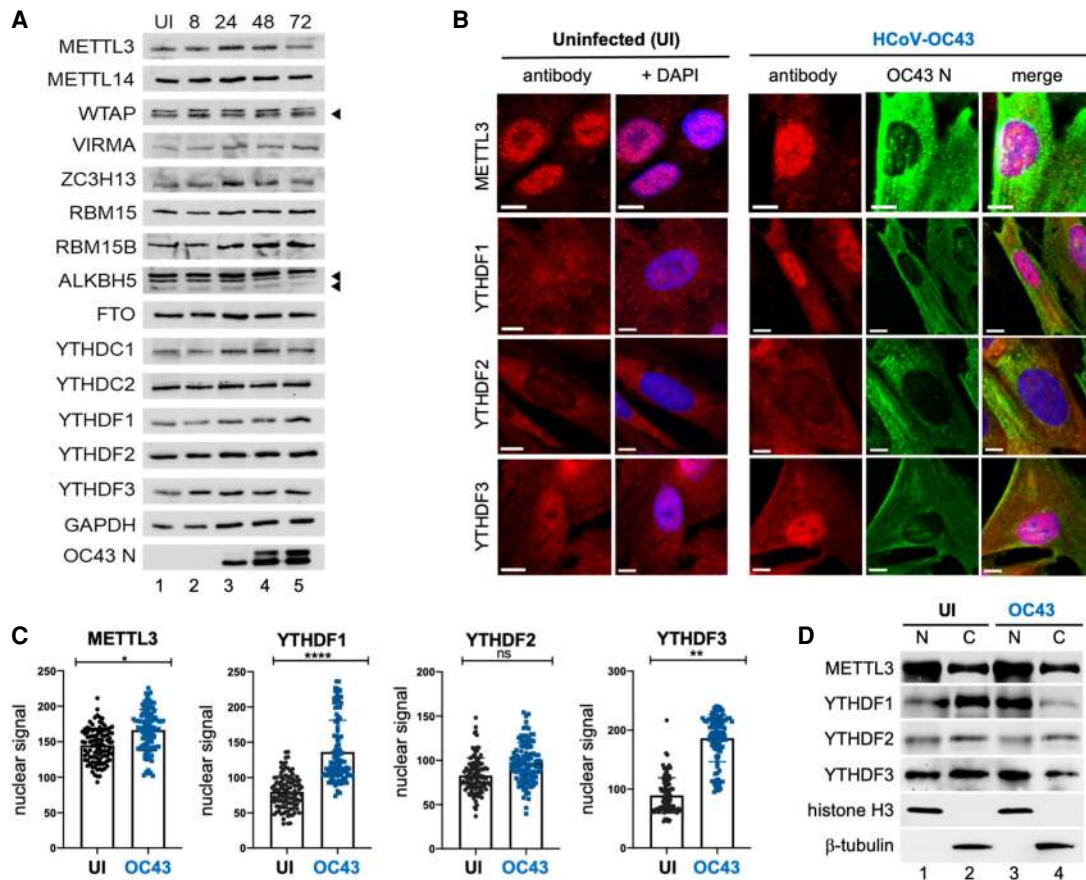 A
UI 8 24 48 72
METTL3
METTL14
WTAP
VIRMA
ZC3H13
RBM15
RBM15B
ALKBH5
FTO
YTHDC1
YTHDC2
YTHDF1
YTHDF2
YTHDF3
GAPDH
OC43 N
1 2 3 4 5
B
Uninfected (UI) HCoV-OC43
antibody + DAPI antibody OC43 N merge
METTL3
YTHDF1
YTHDF2
YTHDF3
C
METTL3
*
nuclear signal
250
200
150
100
50
0
UI OC43
YTHDF1
****
nuclear signal
250
200
150
100
50
0
UI OC43
YTHDF2
ns
nuclear signal
200
150
100
50
0
UI OC43
YTHDF3
**
nuclear signal
300
200
100
0
UI OC43
D
UI OC43
N C N C
METTL3
YTHDF1
YTHDF2
YTHDF3
histone H3
β-tubulin
1 2 3 4